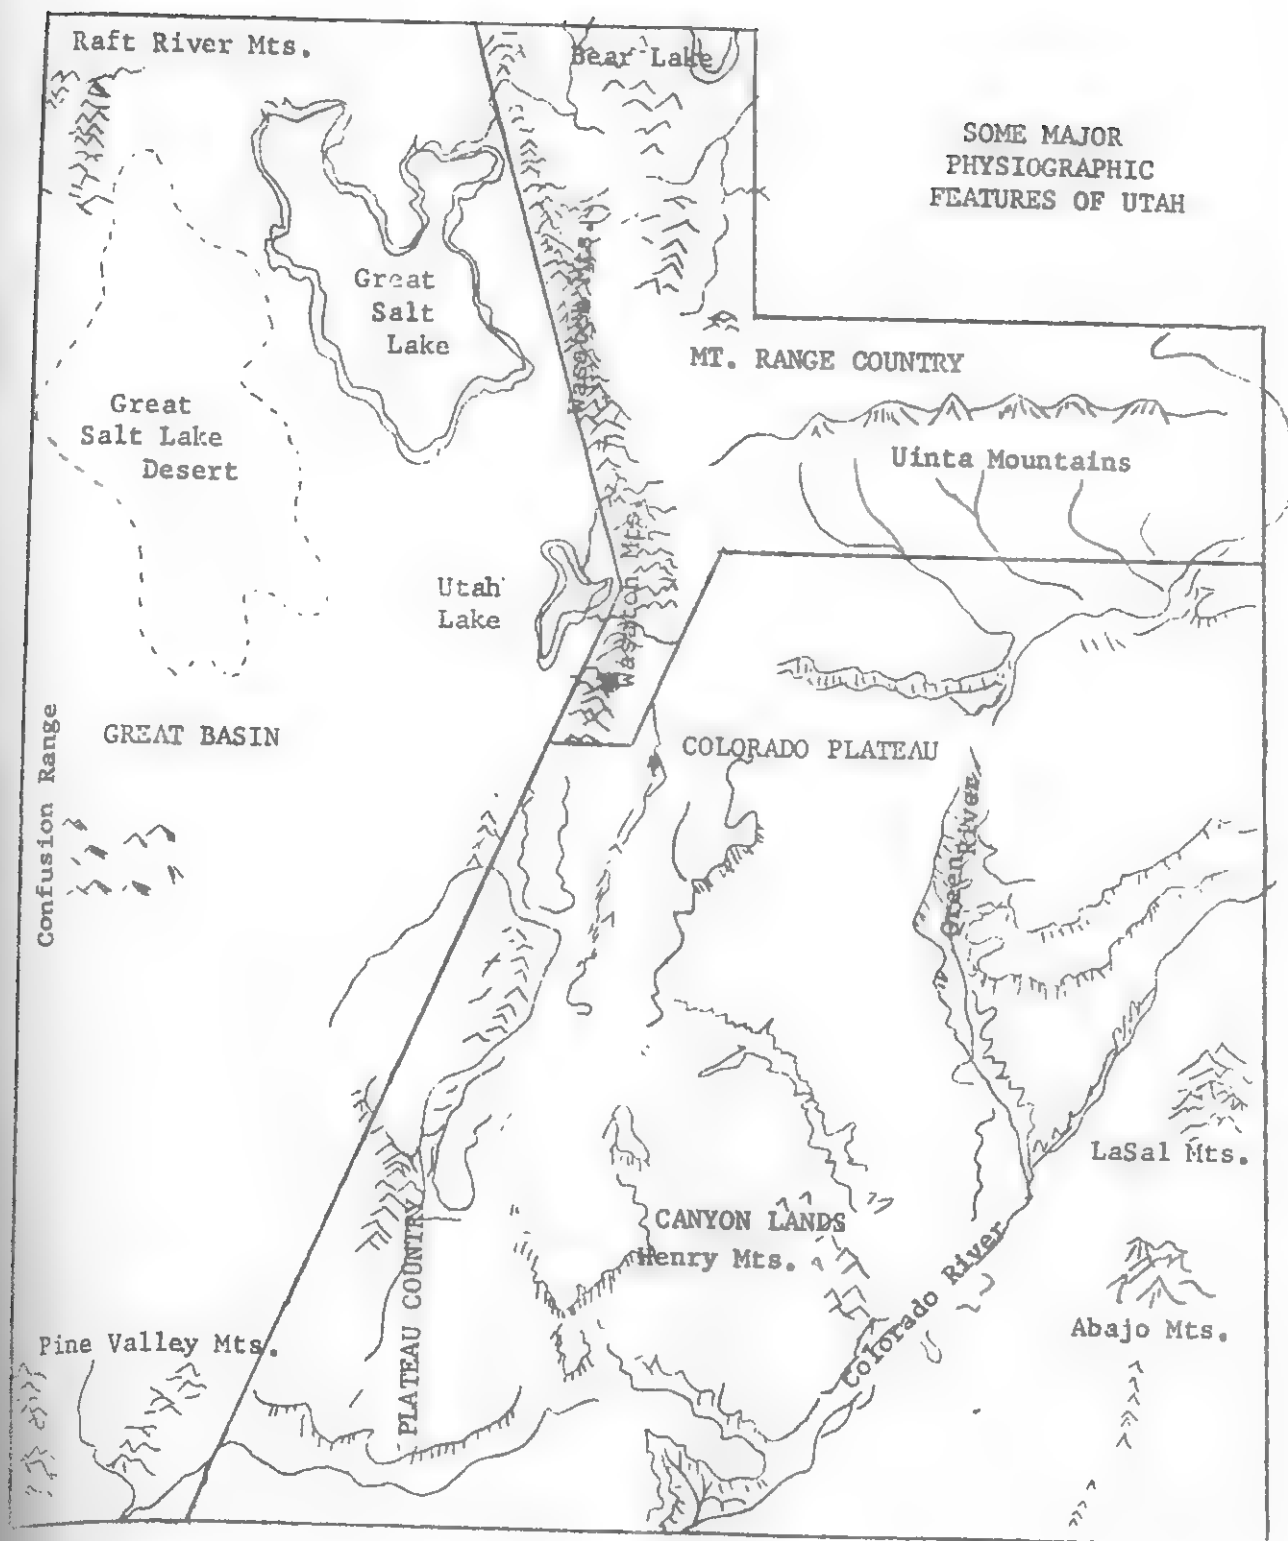 Raft River Mts.
Bear Lake
SOME MAJOR
PHYSIOGRAPHIC
FEATURES OF UTAH
Great
Salt
Lake
Wasatch Mts.
MT. RANGE COUNTRY
Great
Salt Lake
Desert
Uinta Mountains
Utah
Lake
Wasatch Mts.
GREAT BASIN
COLORADO PLATEAU
Confusion Range
Green River
LaSal Mts.
CANYON LANDS
Henry Mts.
PLATEAU COUNTRY
Colorado River
Abajo Mts.
Pine Valley Mts.